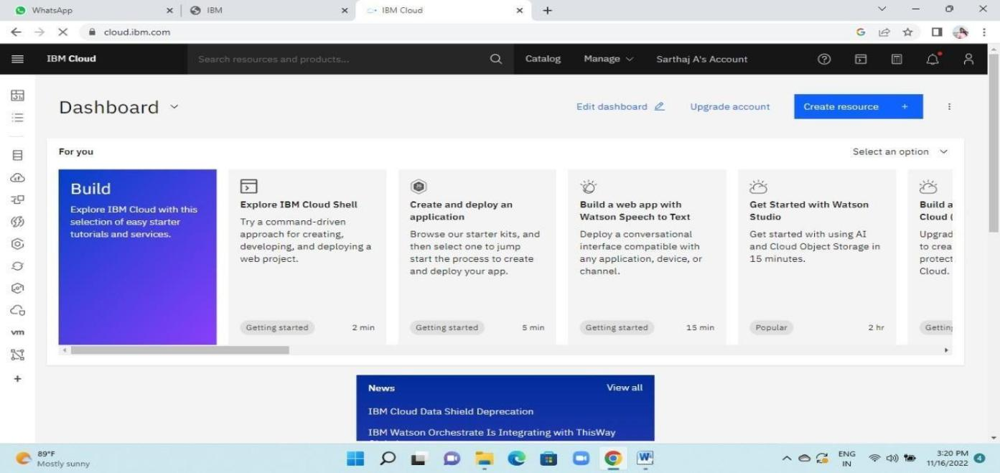 WhatsApp
IBM
IBM Cloud
cloud.ibm.com
IBM Cloud
Search resources and products...
Catalog
Manage
Sarthaj A's Account
Dashboard
Edit dashboard
Upgrade account
Create resource +
For you
Select an option
Build
Explore IBM Cloud with this
selection of easy starter
tutorials and services.
Explore IBM Cloud Shell
Try a command-driven
approach for creating,
developing, and deploying a
web project.
Getting started
2 min
Create and deploy an
application
Browse our starter kits, and
then select one to jump
start the process to create
and deploy your app.
Getting started
5 min
Build a web app with
Watson Speech to Text
Deploy a conversational
interface compatible with
any application, device, or
channel.
Getting started
15 min
Get Started with Watson
Studio
Get started with using AI
and Cloud Object Storage in
15 minutes.
Popular
2 hr
Build a
Cloud (
Upgrad
to crea
protect
Cloud.
Gettin
vm
News
View all
IBM Cloud Data Shield Deprecation
IBM Watson Orchestrate Is Integrating with ThisWay
89°F
Mostly sunny
ENG
IN
3:20 PM
11/16/2022
4